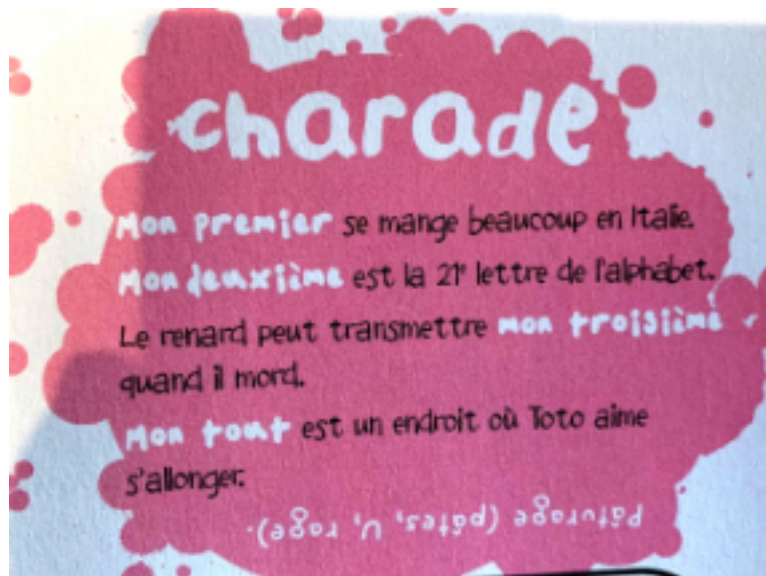 charade
Mon premier se mange beaucoup en Italie.
Mon deuxième est la 21e lettre de l'alphabet.
Le renard peut transmettre mon troisième
quand il mord.
Mon tout est un endroit où Toto aime
s'allonger.
Pâturage (pâtes, U, rage).